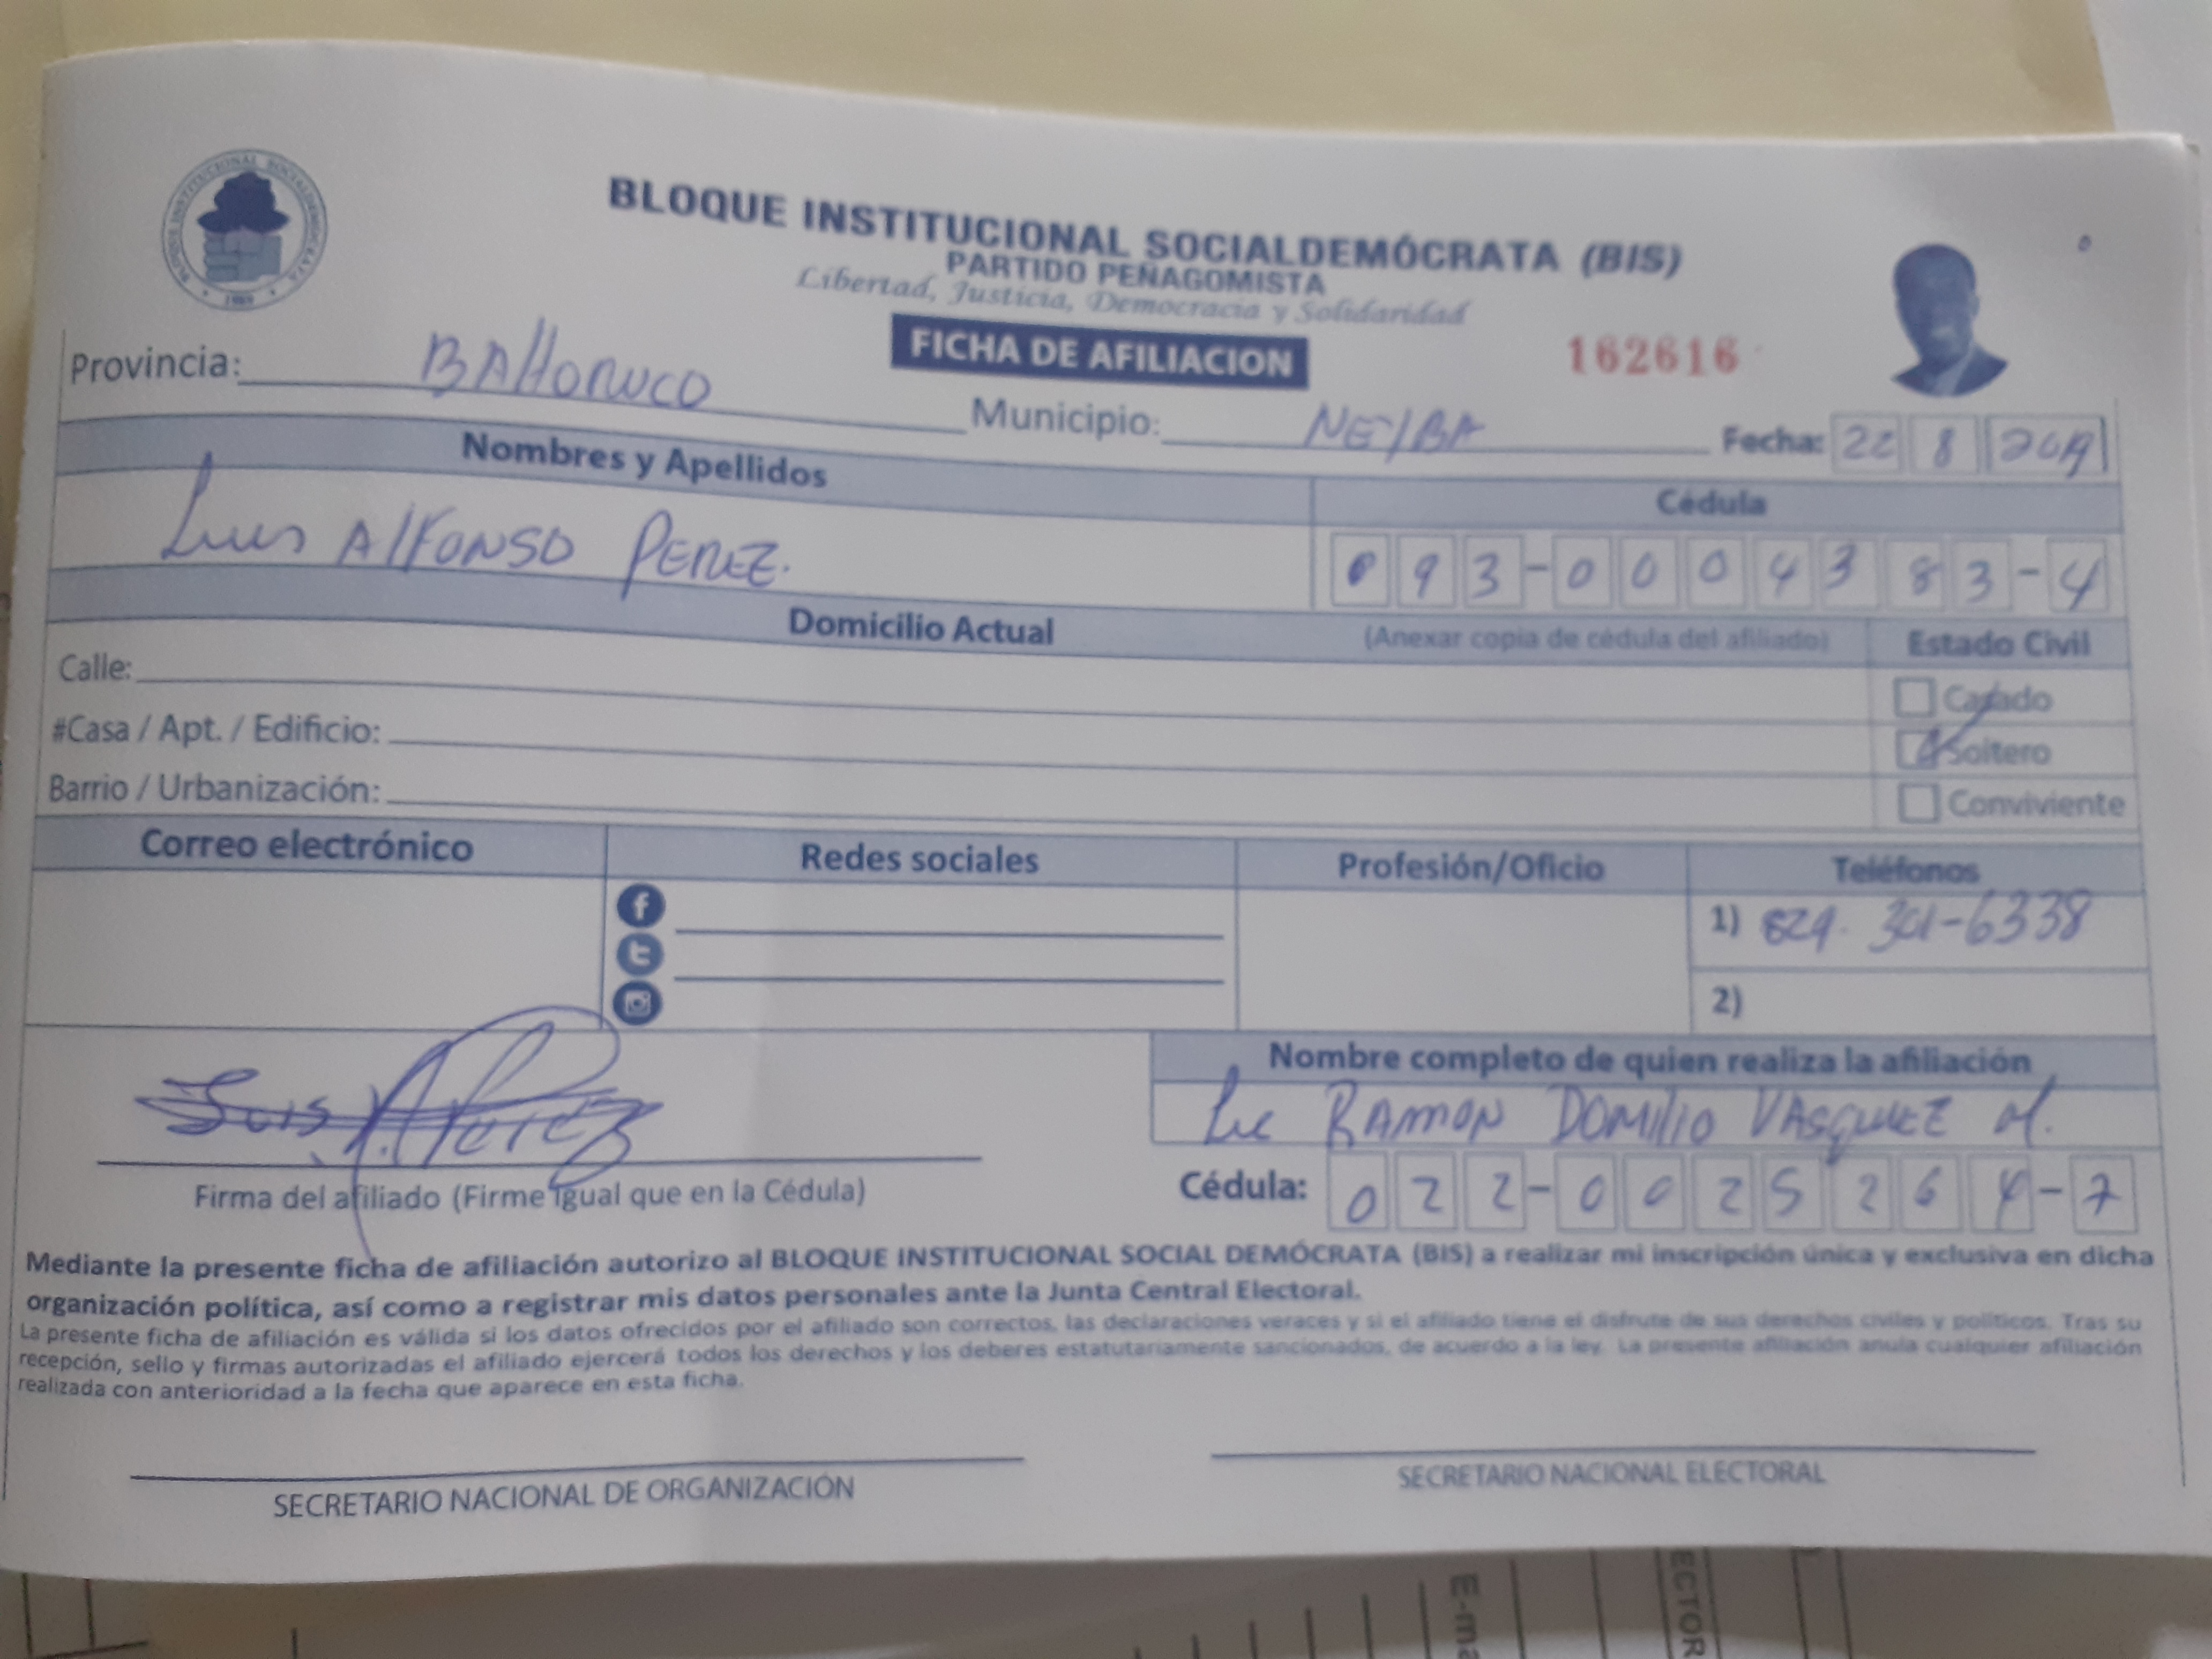 BLOQUE INSTITUCIONAL SOCIALDEMÓCRATA
1989
BLOQUE INSTITUCIONAL SOCIALDEMÓCRATA (BIS)
PARTIDO PEÑAGOMISTA
Libertad, Justicia, Democracia y Solidaridad
FICHA DE AFILIACION
162616
Provincia: BAHORUCO Municipio: NEIBA Fecha: 22 8 2019
Nombres y Apellidos Cédula
Luis Alfonso Perez. 093-0004383-4
Domicilio Actual (Anexar copia de cédula del afiliado) Estado Civil
Calle: Casado
#Casa / Apt. / Edificio: Soltero
Barrio / Urbanización: Conviviente
Correo electrónico Redes sociales Profesión/Oficio Teléfonos
1) 829. 301-6338
2)
Nombre completo de quien realiza la afiliación
Luis A. Perez Lic RAMON DOMILIO VASQUEZ M.
Firma del afiliado (Firme Igual que en la Cédula) Cédula: 022-0025264-7
Mediante la presente ficha de afiliación autorizo al BLOQUE INSTITUCIONAL SOCIAL DEMÓCRATA (BIS) a realizar mi inscripción única y exclusiva en dicha
organización política, así como a registrar mis datos personales ante la Junta Central Electoral.
La presente ficha de afiliación es válida si los datos ofrecidos por el afiliado son correctos, las declaraciones veraces y si el afiliado tiene el disfrute de sus derechos civiles y políticos. Tras su
recepción, sello y firmas autorizadas el afiliado ejercerá todos los derechos y los deberes estatutariamente sancionados, de acuerdo a la ley. La presente afiliación anula cualquier afiliación
realizada con anterioridad a la fecha que aparece en esta ficha.
SECRETARIO NACIONAL DE ORGANIZACIÓN SECRETARIO NACIONAL ELECTORAL